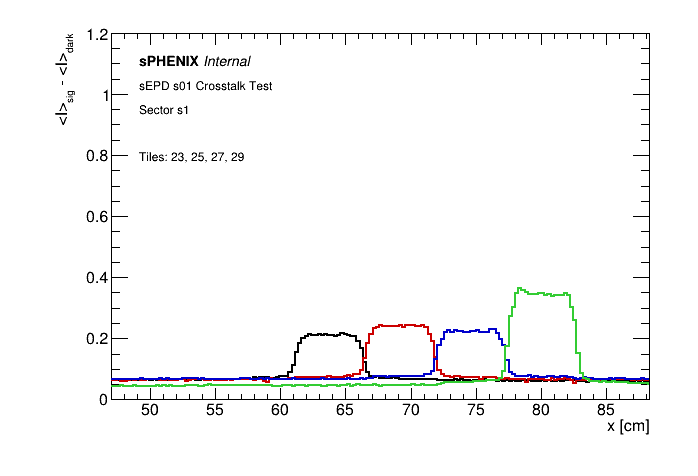 1.2
<I>sig - <I>dark
sPHENIX Internal
sEPD s01 Crosstalk Test
1
Sector s1
0.8
Tiles: 23, 25, 27, 29
0.6
0.4
0.2
0
50 55 60 65 70 75 80 85
x [cm]